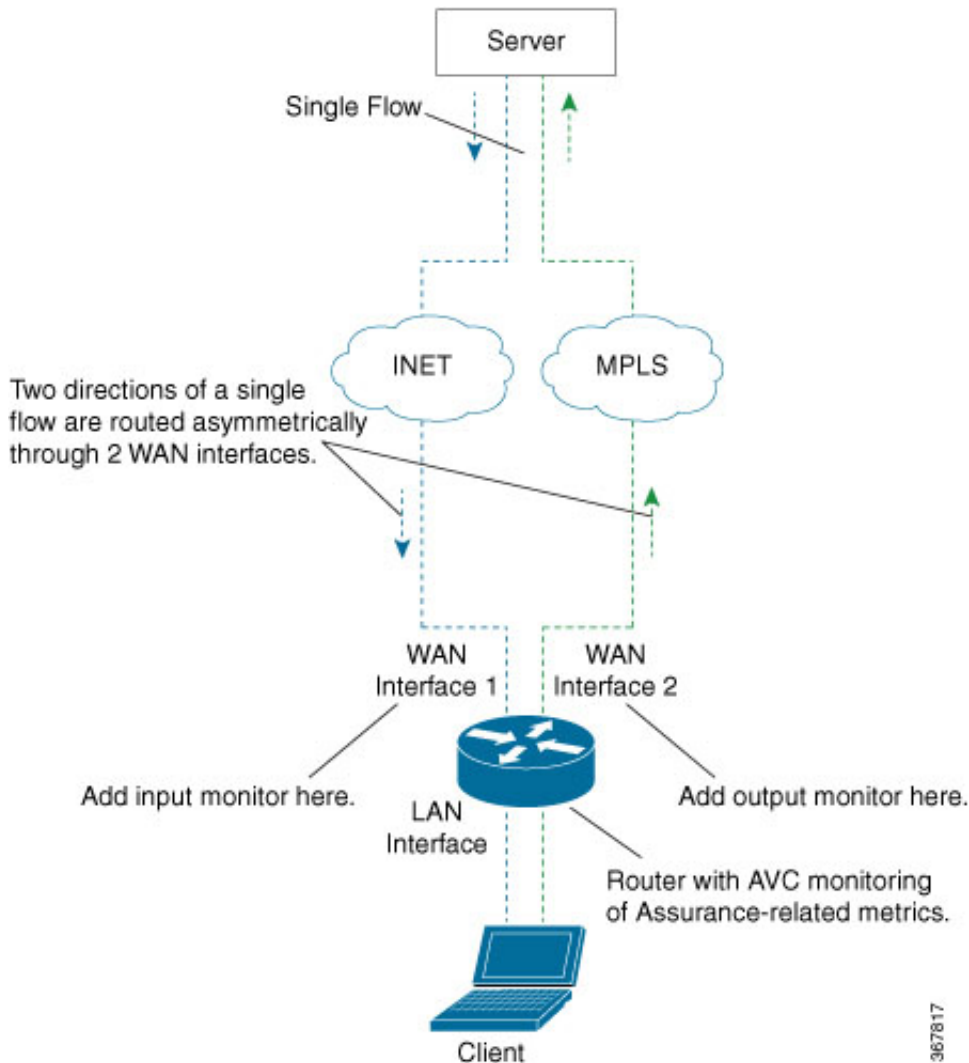 Server
Single Flow
INET
MPLS
Two directions of a single
flow are routed asymmetrically
through 2 WAN interfaces.
WAN
Interface 1
WAN
Interface 2
Add input monitor here.
Add output monitor here.
LAN
Interface
Router with AVC monitoring
of Assurance-related metrics.
Client
367817